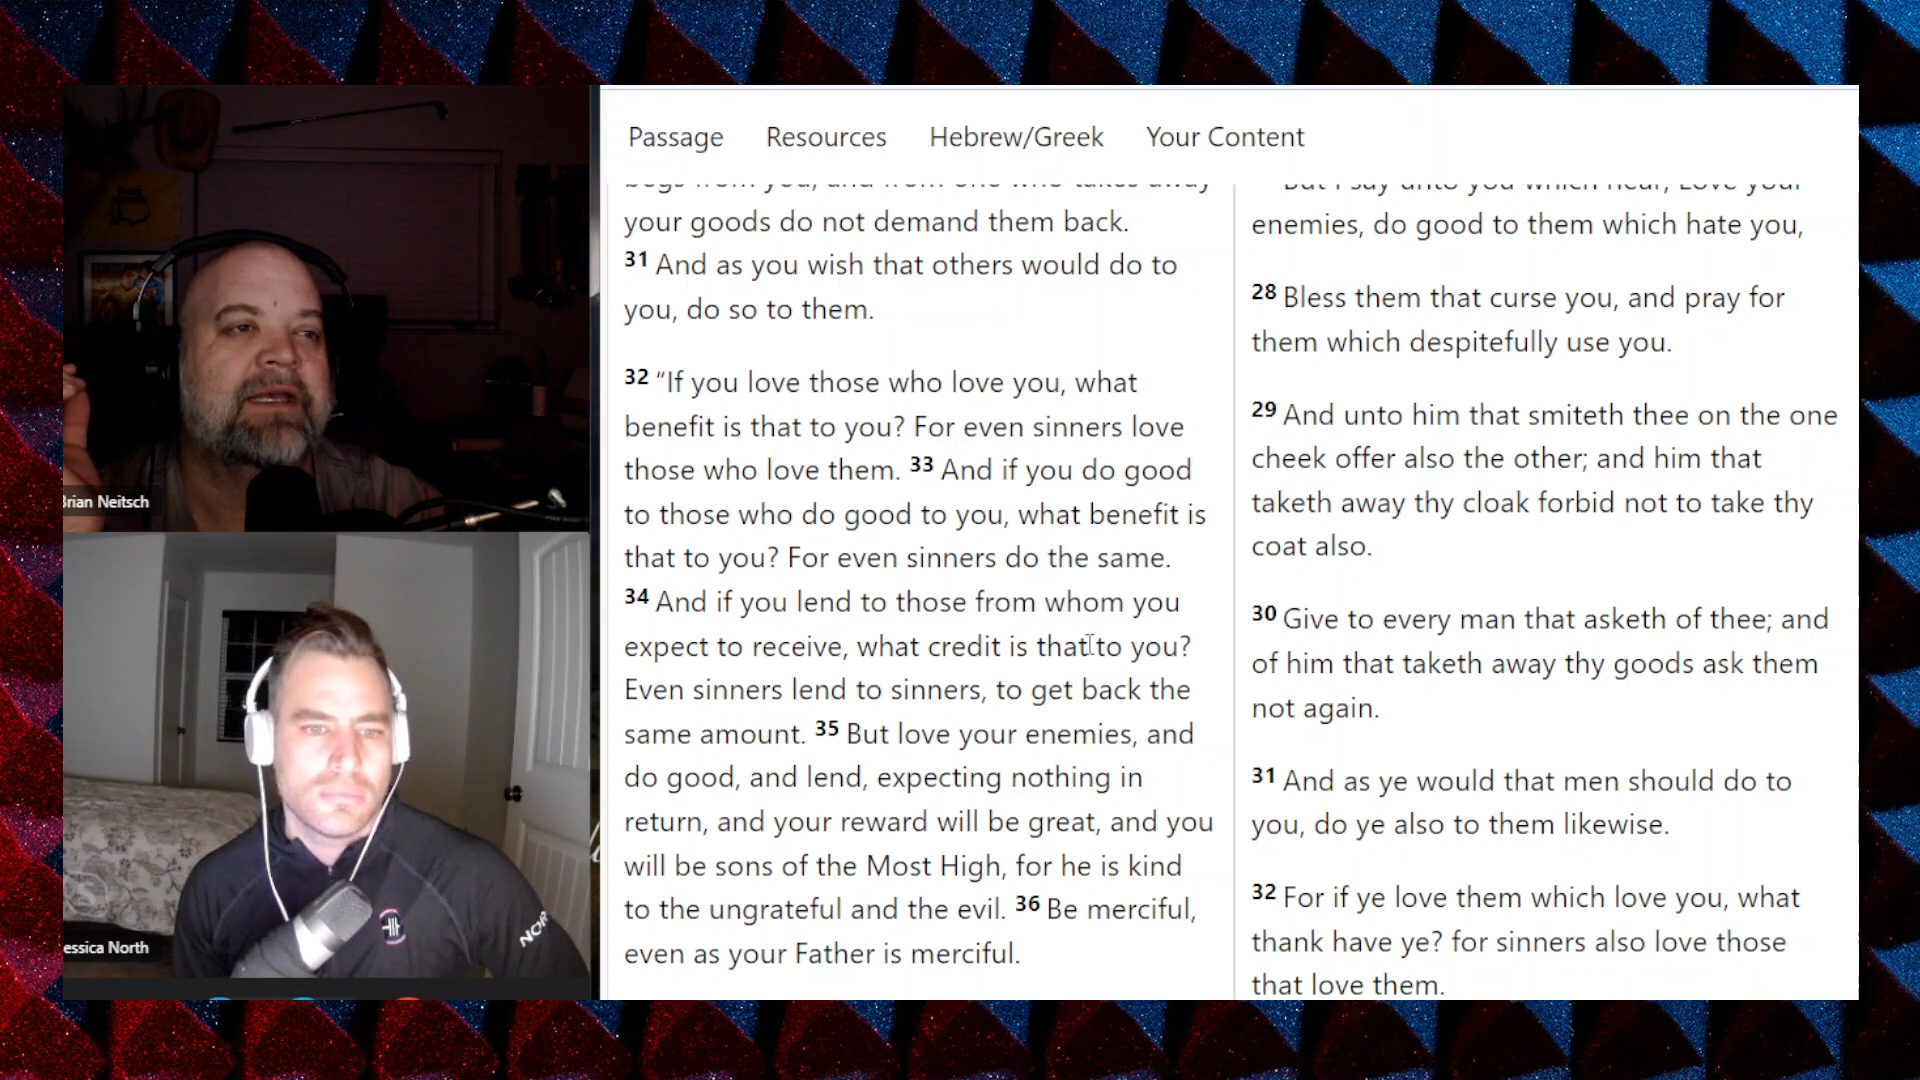 Passage Resources Hebrew/Greek Your Content
your goods do not demand them back.
31 And as you wish that others would do to
you, do so to them.
32 “If you love those who love you, what
benefit is that to you? For even sinners love
those who love them. 33 And if you do good
to those who do good to you, what benefit is
that to you? For even sinners do the same.
34 And if you lend to those from whom you
expect to receive, what credit is that to you?
Even sinners lend to sinners, to get back the
same amount. 35 But love your enemies, and
do good, and lend, expecting nothing in
return, and your reward will be great, and you
will be sons of the Most High, for he is kind
to the ungrateful and the evil. 36 Be merciful,
even as your Father is merciful.
But I say unto you which hear, Love your
enemies, do good to them which hate you,
28 Bless them that curse you, and pray for
them which despitefully use you.
29 And unto him that smiteth thee on the one
cheek offer also the other; and him that
taketh away thy cloak forbid not to take thy
coat also.
30 Give to every man that asketh of thee; and
of him that taketh away thy goods ask them
not again.
31 And as ye would that men should do to
you, do ye also to them likewise.
32 For if ye love them which love you, what
thank have ye? for sinners also love those
that love them.
Brian Neitsch
essica North
NOR